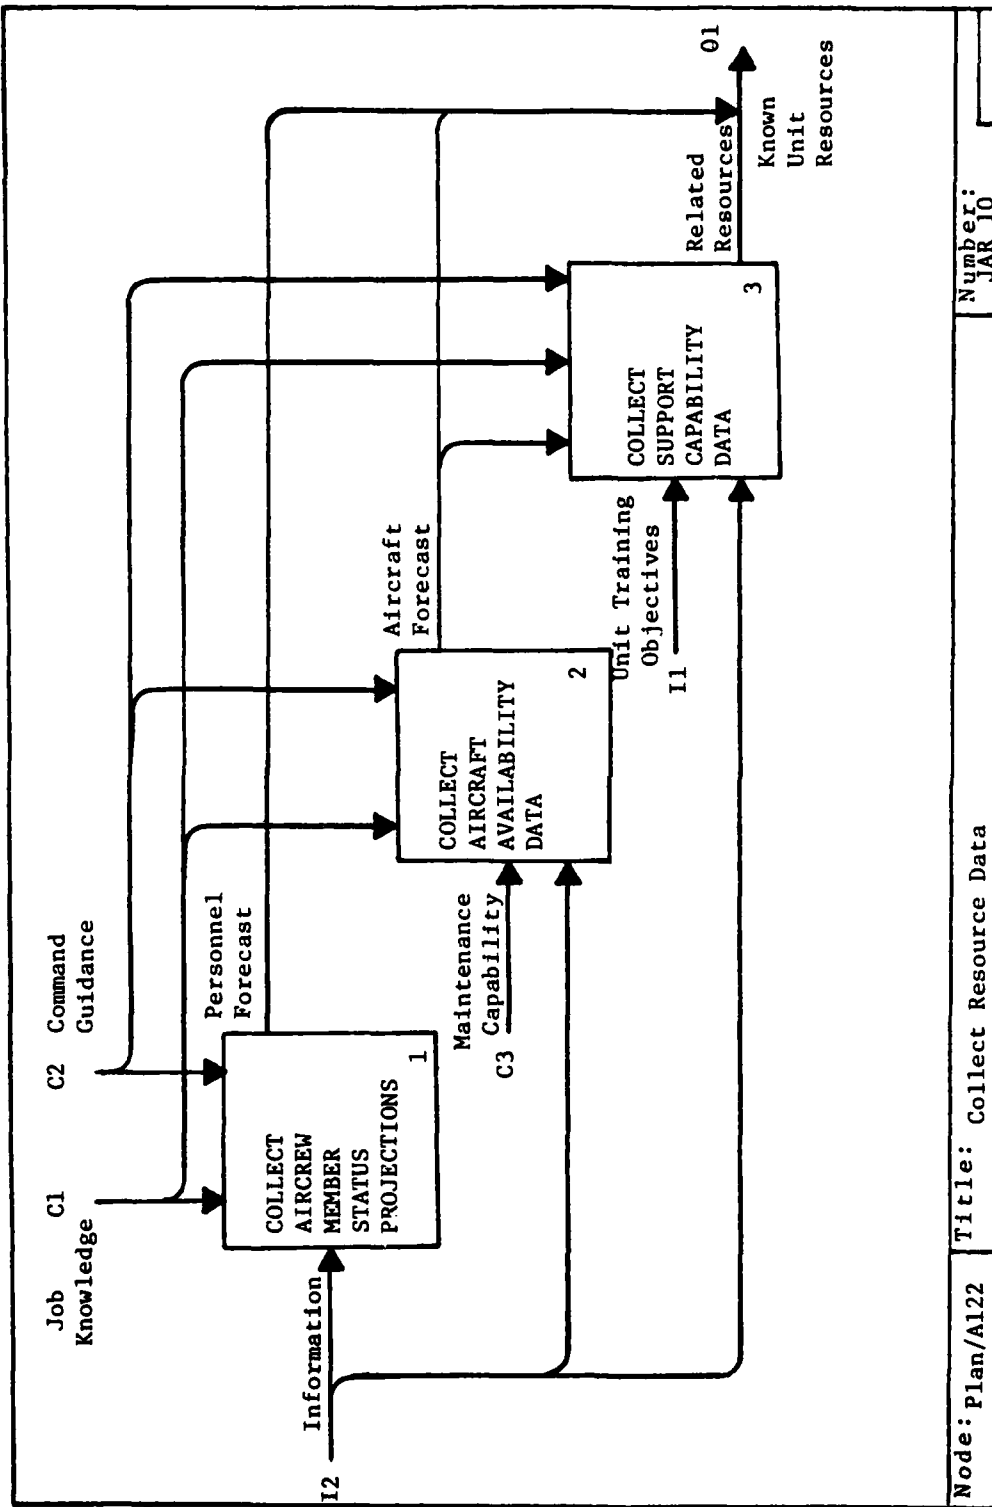 Job
Knowledge
C1
C2
Command
Guidance
Information
I2
COLLECT
AIRCREW
MEMBER
STATUS
PROJECTIONS
1
Personnel
Forecast
Maintenance
Capability
C3
COLLECT
AIRCRAFT
AVAILABILITY
DATA
2
Aircraft
Forecast
Unit Training
Objectives
I1
COLLECT
SUPPORT
CAPABILITY
DATA
3
Related
Resources
O1
Known
Unit
Resources
Node: Plan/A122
Title: Collect Resource Data
Number:
JAR 10